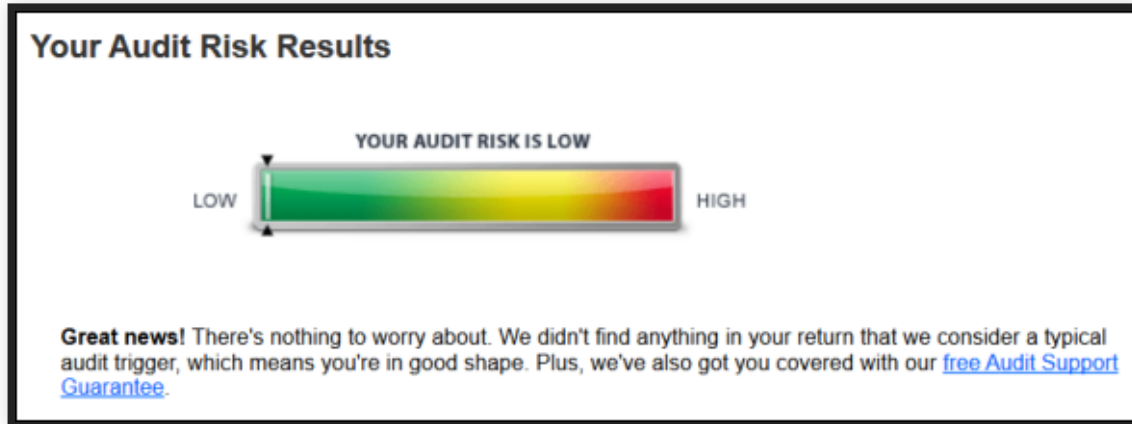 Your Audit Risk Results
YOUR AUDIT RISK IS LOW
LOW
HIGH
Great news! There's nothing to worry about. We didn't find anything in your return that we consider a typical
audit trigger, which means you're in good shape. Plus, we've also got you covered with our free Audit Support
Guarantee.